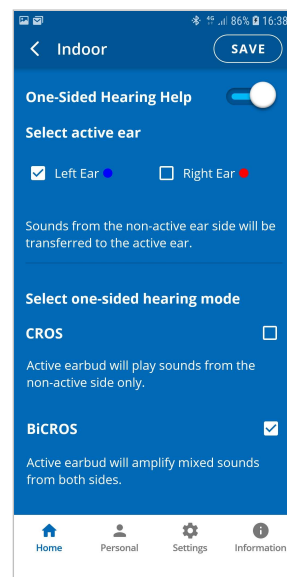 4G 86% 16:38
Indoor SAVE
One-Sided Hearing Help
Select active ear
Left Ear Right Ear
Sounds from the non-active ear side will be
transferred to the active ear.
Select one-sided hearing mode
CROS
Active earbud will play sounds from the
non-active side only.
BiCROS
Active earbud will amplify mixed sounds
from both sides.
Home Personal Settings Information